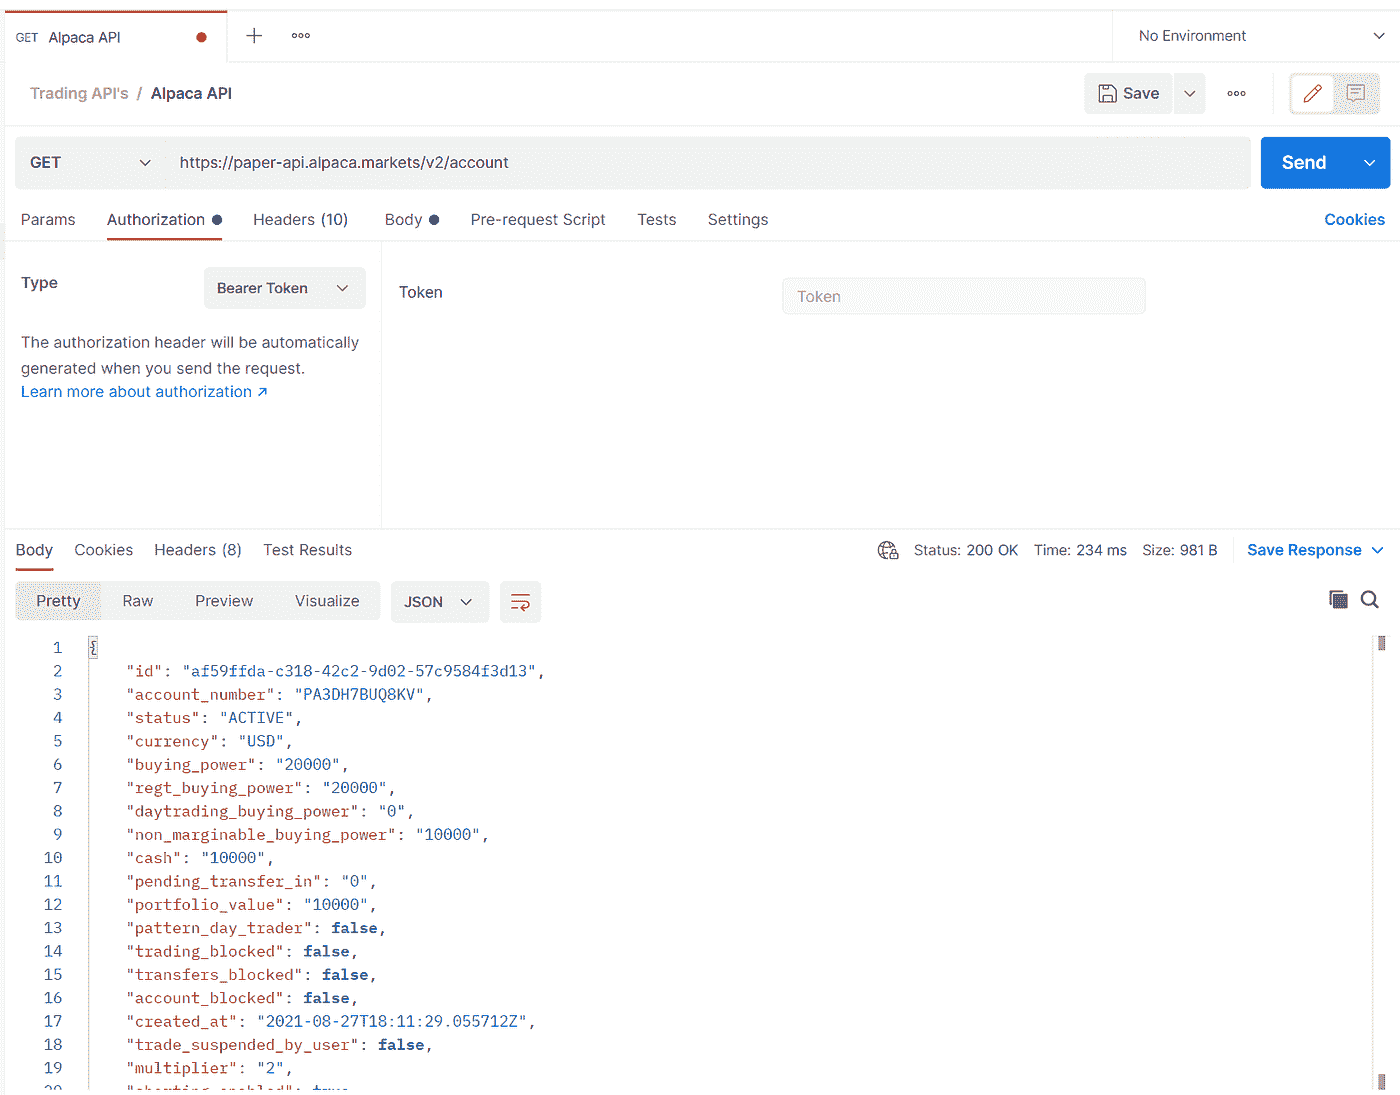 GET Alpaca API
No Environment
Trading API's / Alpaca API
Save
GET https://paper-api.alpaca.markets/v2/account
Send
Params Authorization Headers (10) Body Pre-request Script Tests Settings
Cookies
Type
Bearer Token
Token
Token
The authorization header will be automatically
generated when you send the request.
Learn more about authorization ↗
Body Cookies Headers (8) Test Results
Status: 200 OK Time: 234 ms Size: 981 B Save Response
Pretty Raw Preview Visualize JSON
1 {
2 "id": "af59ffda-c318-42c2-9d02-57c9584f3d13",
3 "account_number": "PA3DH7BUQ8KV",
4 "status": "ACTIVE",
5 "currency": "USD",
6 "buying_power": "20000",
7 "regt_buying_power": "20000",
8 "daytrading_buying_power": "0",
9 "non_marginable_buying_power": "10000",
10 "cash": "10000",
11 "pending_transfer_in": "0",
12 "portfolio_value": "10000",
13 "pattern_day_trader": false,
14 "trading_blocked": false,
15 "transfers_blocked": false,
16 "account_blocked": false,
17 "created_at": "2021-08-27T18:11:29.055712Z",
18 "trade_suspended_by_user": false,
19 "multiplier": "2",
20 "shorting_enabled": true